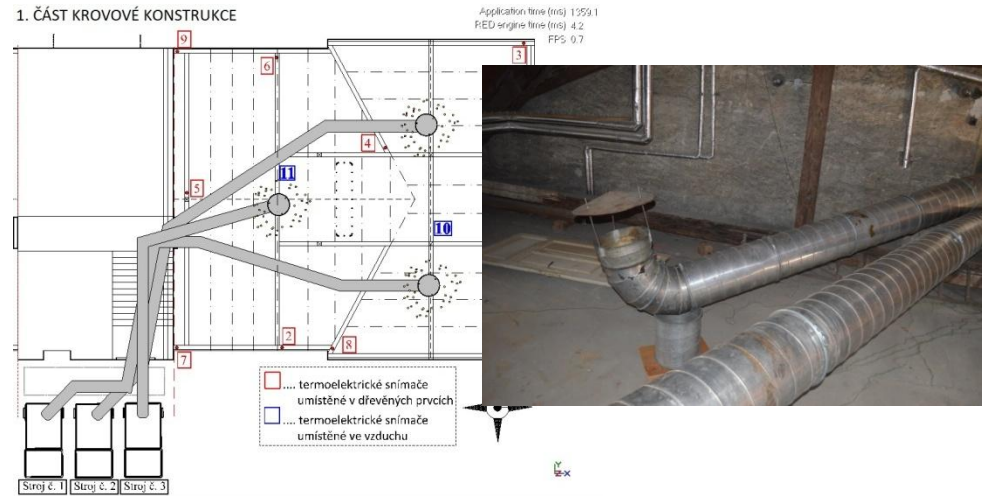 1. ČÁST KROVOVÉ KONSTRUKCE
Application time (ms) 1359.1
RED engine time (ms) 4.2
FPS 0.7
9
6
3
4
5
11
10
2
8
7
.... termoelektrické snímače
umístěné v dřevěných prvcích
.... termoelektrické snímače
umístěné ve vzduchu
Stroj č. 1 Stroj č. 2 Stroj č. 3
Y
Z X